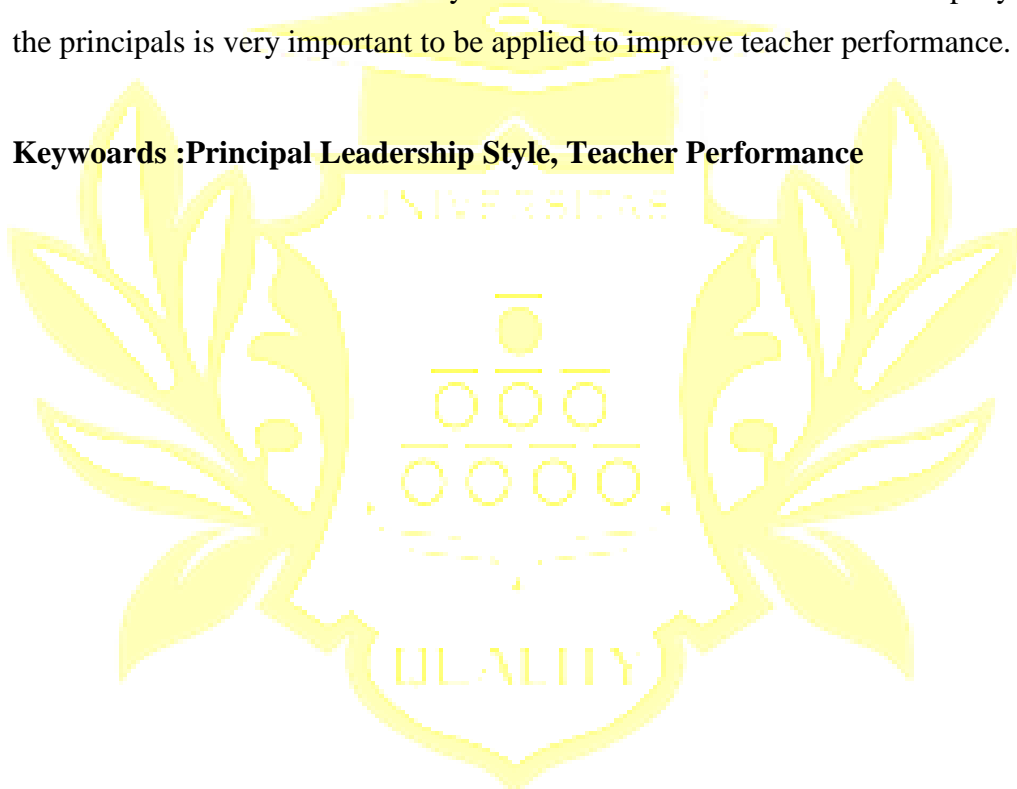 the principals is very important to be applied to improve teacher performance.
Keywoards :Principal Leadership Style, Teacher Performance
UNIVERSITAS